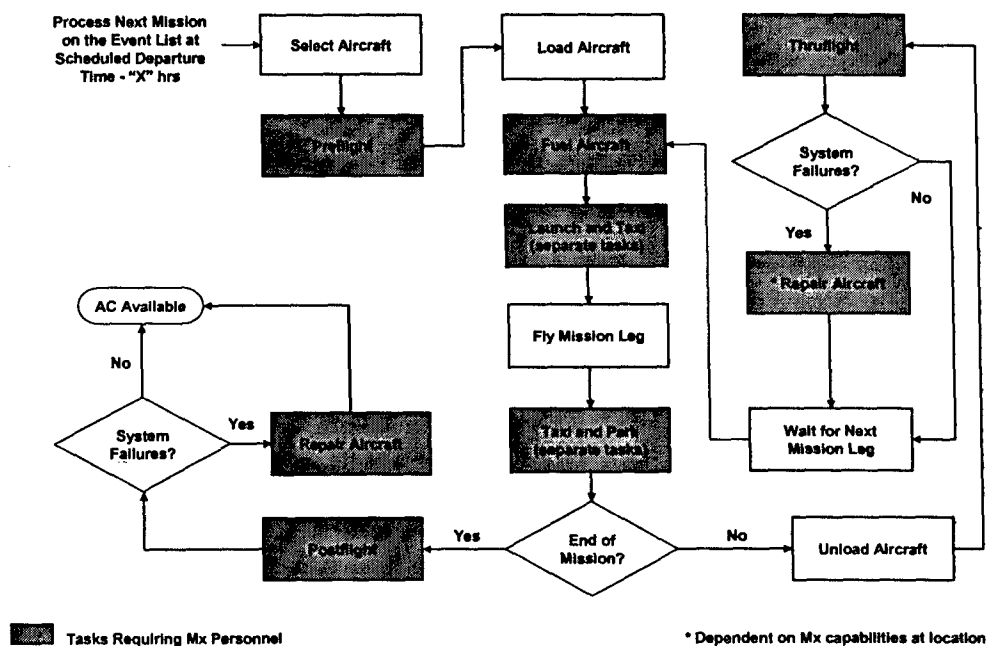 Process Next Mission
on the Event List at
Scheduled Departure
Time - "X" hrs
Select Aircraft
Preflight
Load Aircraft
Fuel Aircraft
Launch and Taxi
(separate tasks)
Fly Mission Leg
Taxi and Park
(separate tasks)
End of
Mission?
Yes
No
Postflight
System
Failures?
Yes
No
Repair Aircraft
AC Available
Unload Aircraft
Thruflight
System
Failures?
No
Yes
* Repair Aircraft
Wait for Next
Mission Leg
Tasks Requiring Mx Personnel
* Dependent on Mx capabilities at location